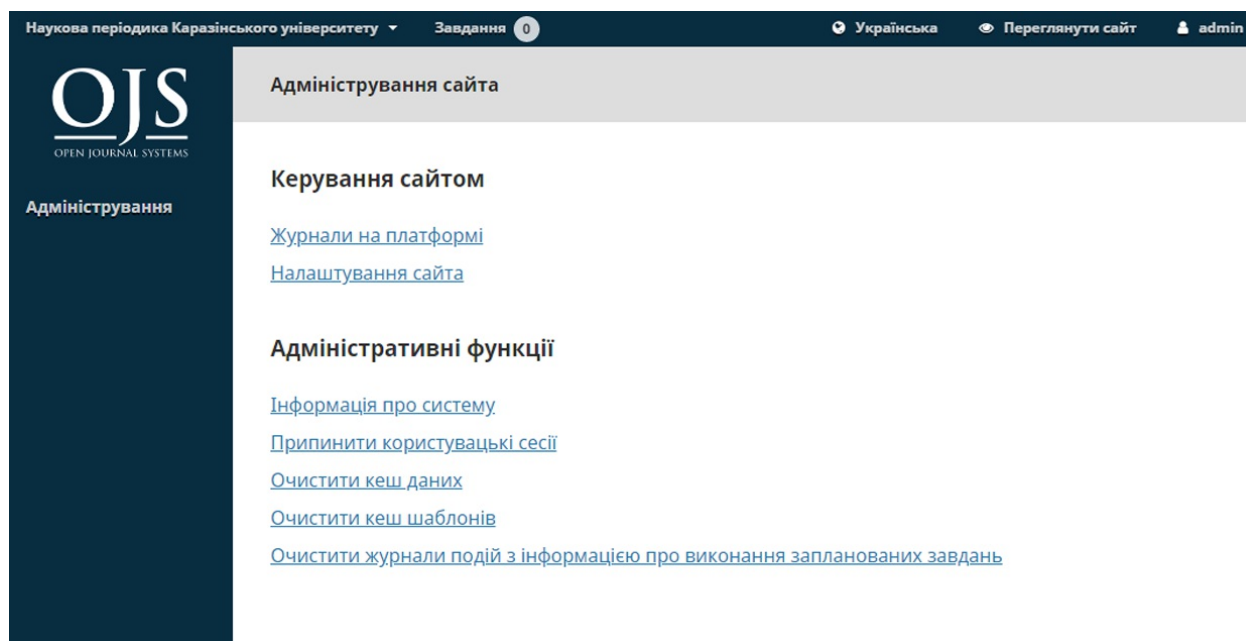 Наукова періодика Каразінського університету Завдання 0 Українська Переглянути сайт admin
OJS
OPEN JOURNAL SYSTEMS
Адміністрування
Адміністрування сайта
Керування сайтом
Журнали на платформі
Налаштування сайта
Адміністративні функції
Інформація про систему
Припинити користувацькі сесії
Очистити кеш даних
Очистити кеш шаблонів
Очистити журнали подій з інформацією про виконання запланованих завдань